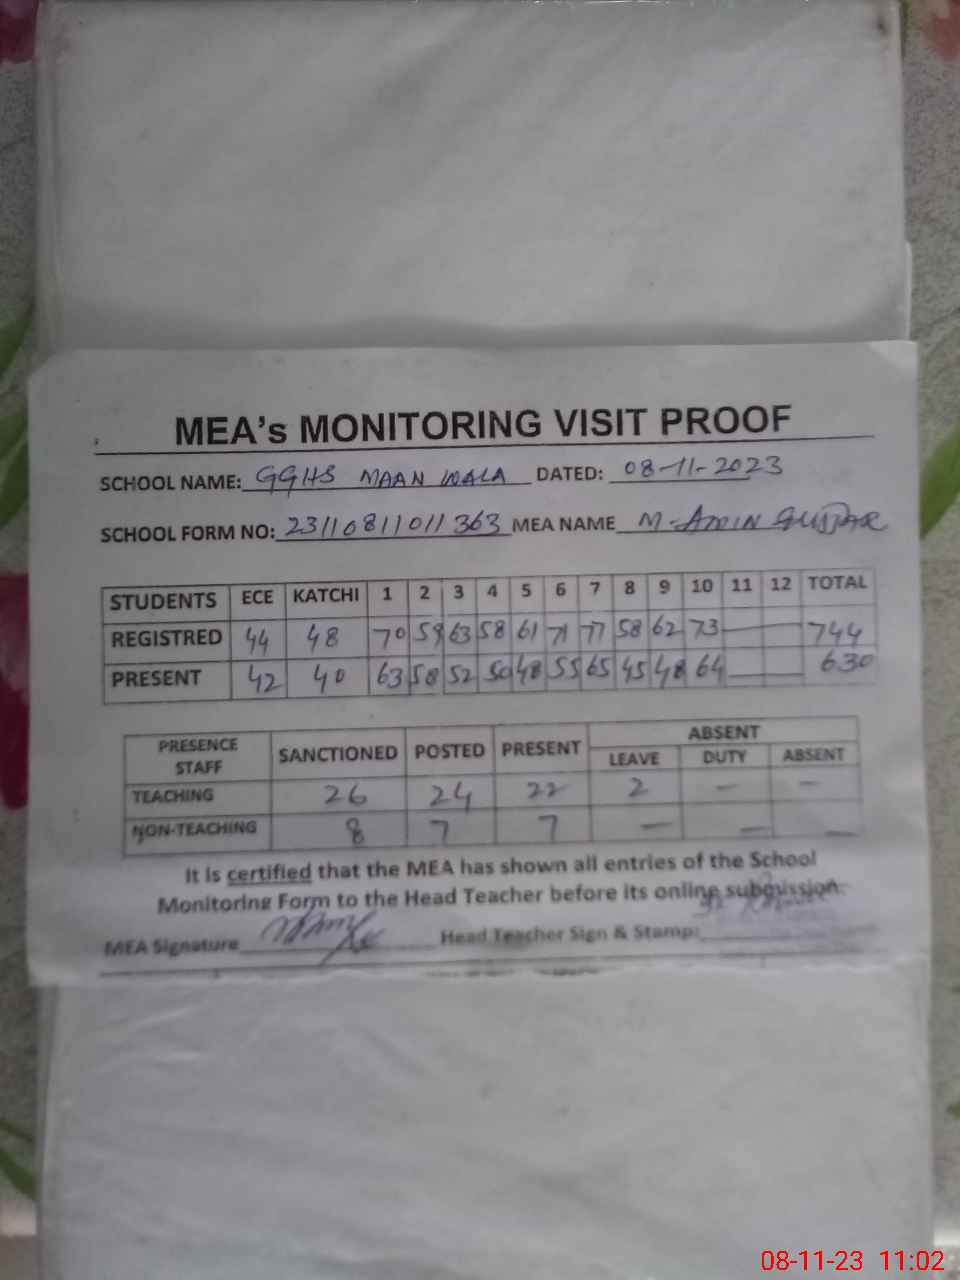 MEA's MONITORING VISIT PROOF
SCHOOL NAME: GGHS MAAN WALA DATED: 08-11-2023
SCHOOL FORM NO: 23110811011363 MEA NAME M. AMIN GUJJAR
STUDENTS ECE KATCHI 1 2 3 4 5 6 7 8 9 10 11 12 TOTAL
REGISTRED 44 48 70 59 63 58 61 71 77 58 62 73 — — 744
PRESENT 42 40 63 58 52 50 48 55 65 45 48 64 — — 630
PRESENCE STAFF SANCTIONED POSTED PRESENT ABSENT
LEAVE DUTY ABSENT
TEACHING 26 24 22 2 — —
NON-TEACHING 8 7 7 — — —
It is certified that the MEA has shown all entries of the School
Monitoring Form to the Head Teacher before its online submission.
MEA Signature Head Teacher Sign & Stamp:
08-11-23 11:02